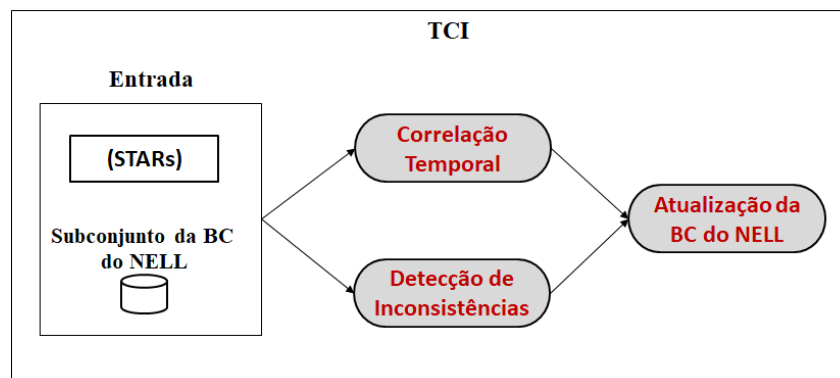 TCI
Entrada
(STARs)
Subconjunto da BC
do NELL
Correlação
Temporal
Detecção de
Inconsistências
Atualização da
BC do NELL